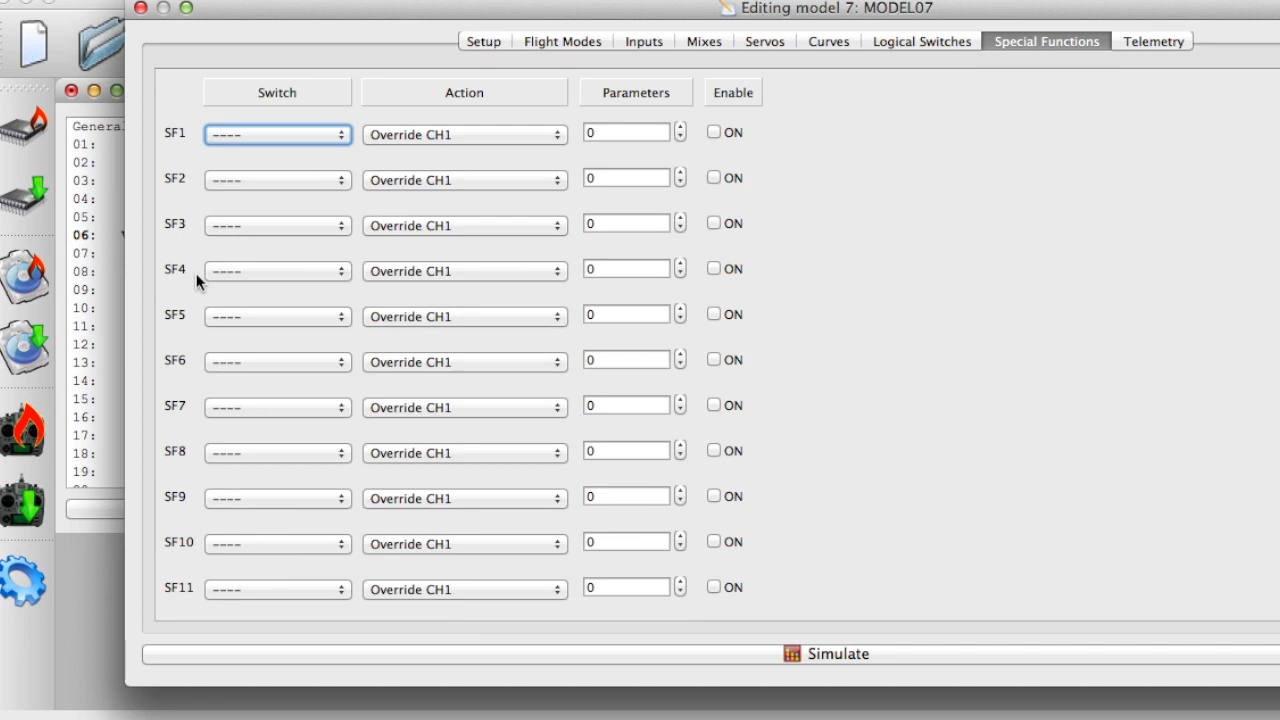 Editing model 7: MODEL07
Setup Flight Modes Inputs Mixes Servos Curves Logical Switches Special Functions Telemetry
Switch Action Parameters Enable
SF1 ---- Override CH1 0 ON
SF2 ---- Override CH1 0 ON
SF3 ---- Override CH1 0 ON
SF4 ---- Override CH1 0 ON
SF5 ---- Override CH1 0 ON
SF6 ---- Override CH1 0 ON
SF7 ---- Override CH1 0 ON
SF8 ---- Override CH1 0 ON
SF9 ---- Override CH1 0 ON
SF10 ---- Override CH1 0 ON
SF11 ---- Override CH1 0 ON
Simulate
Genera
01:
02:
03:
04:
05:
06:
07:
08:
09:
10:
11:
12:
13:
14:
15:
16:
17:
18:
19: